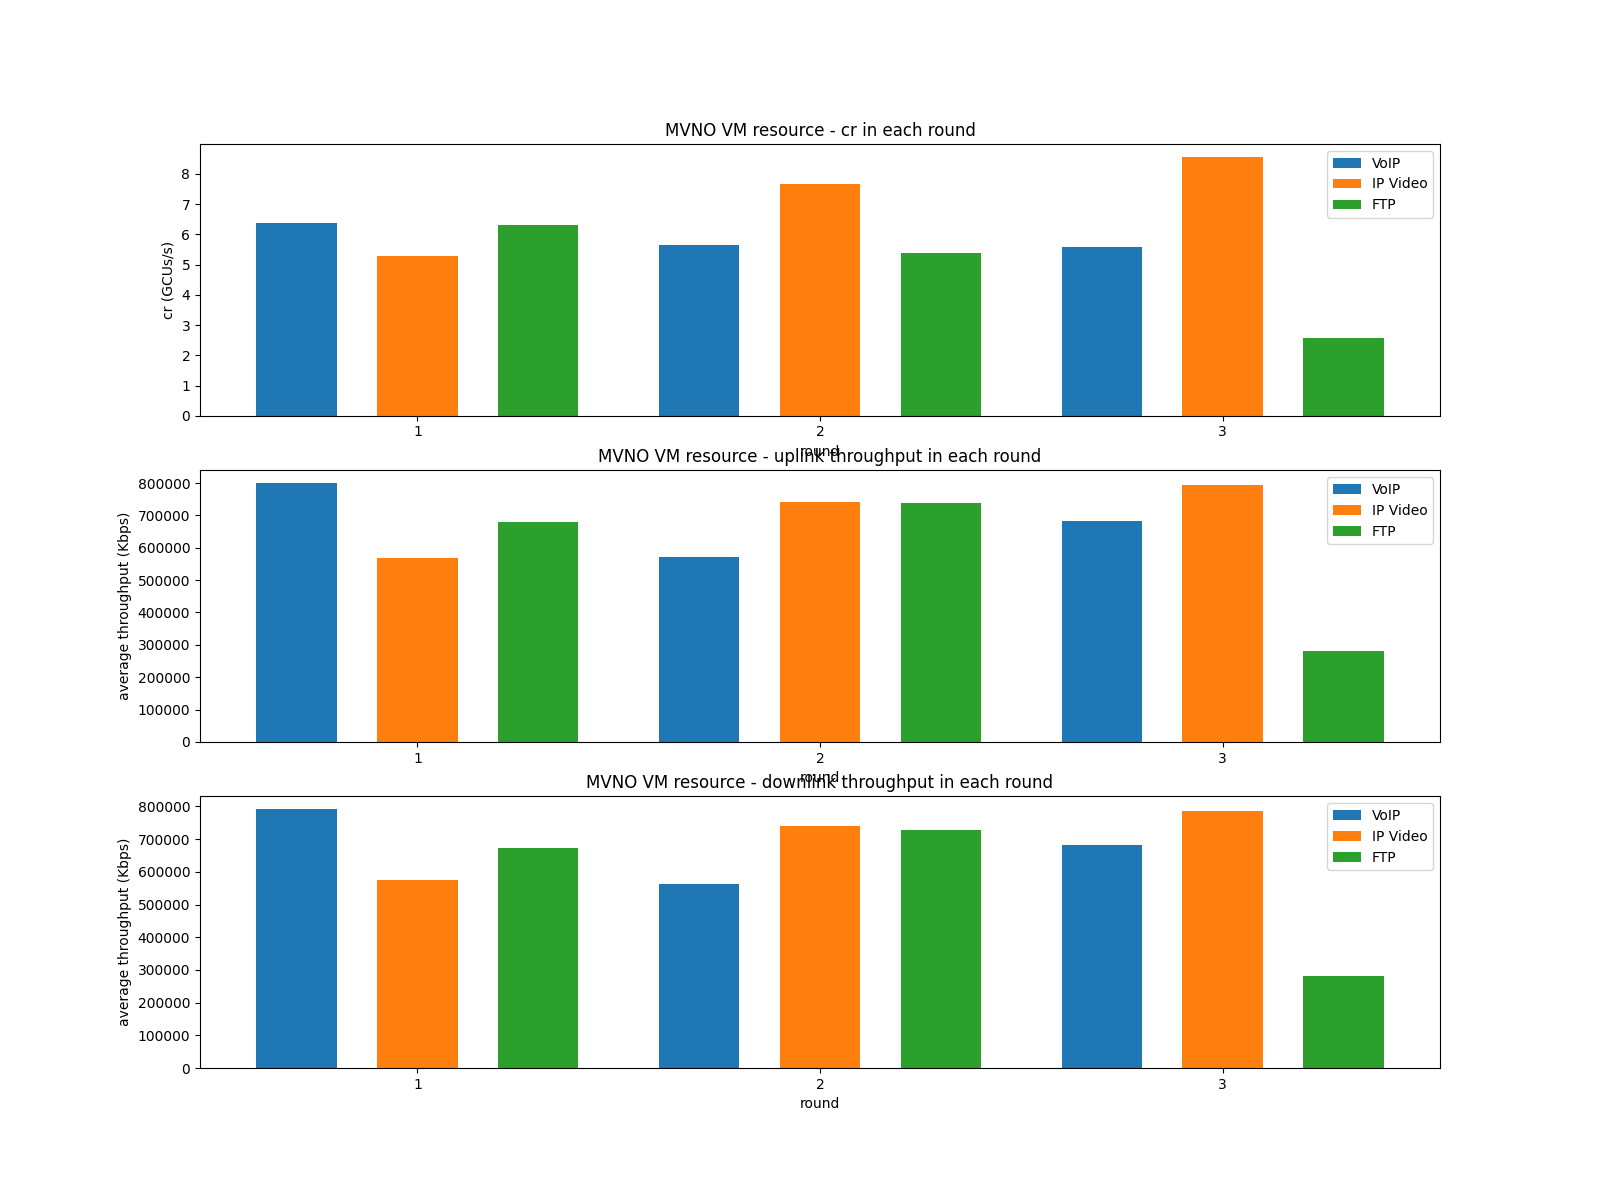 MVNO VM resource - cr in each round
cr (GCUs/s)
8
7
6
5
4
3
2
1
0
VoIP
IP Video
FTP
1
2
3
round
MVNO VM resource - uplink throughput in each round
average throughput (Kbps)
800000
700000
600000
500000
400000
300000
200000
100000
0
VoIP
IP Video
FTP
1
2
3
round
MVNO VM resource - downlink throughput in each round
average throughput (Kbps)
800000
700000
600000
500000
400000
300000
200000
100000
0
VoIP
IP Video
FTP
1
2
3
round